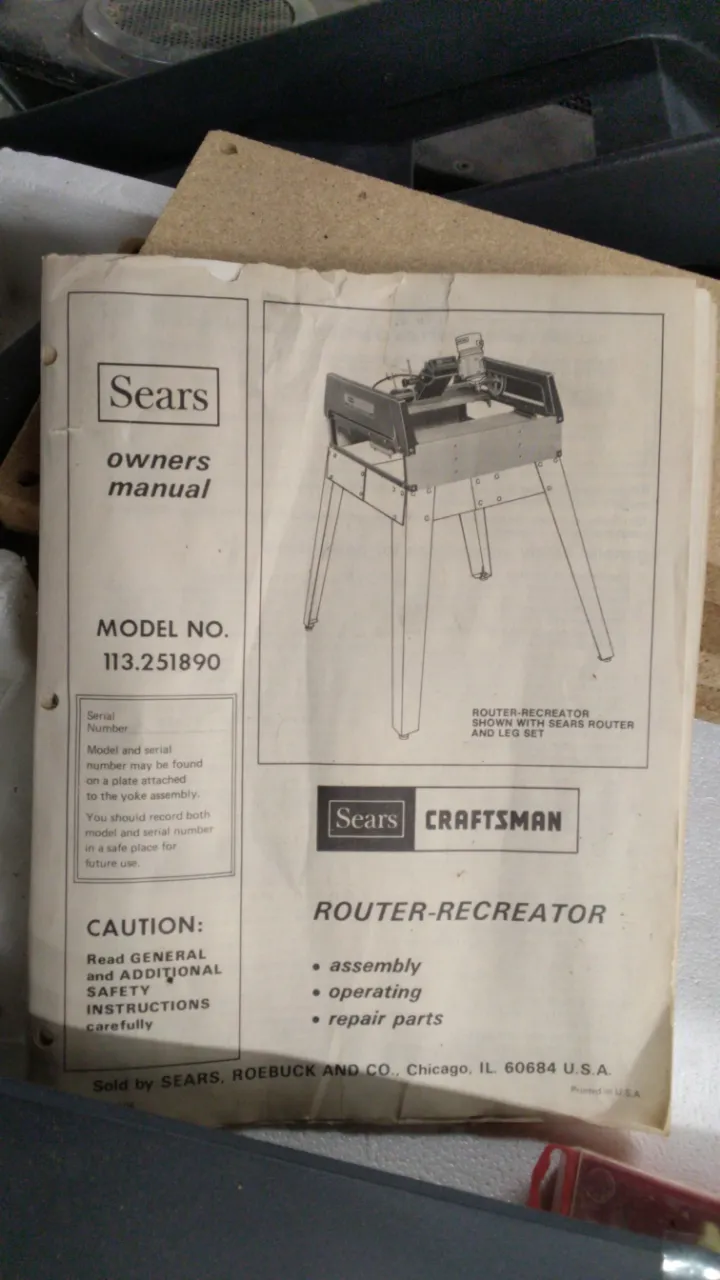 Sears
owners
manual
MODEL NO.
113.251890
Serial
Number
Model and serial
number may be found
on a plate attached
to the yoke assembly.
You should record both
model and serial number
in a safe place for
future use.
CAUTION:
Read GENERAL
and ADDITIONAL
SAFETY
INSTRUCTIONS
carefully
ROUTER-RECREATOR
SHOWN WITH SEARS ROUTER
AND LEG SET
Sears CRAFTSMAN
ROUTER-RECREATOR
• assembly
• operating
• repair parts
Sold by SEARS, ROEBUCK AND CO., Chicago, IL. 60684 U.S.A.
Printed in U.S.A.